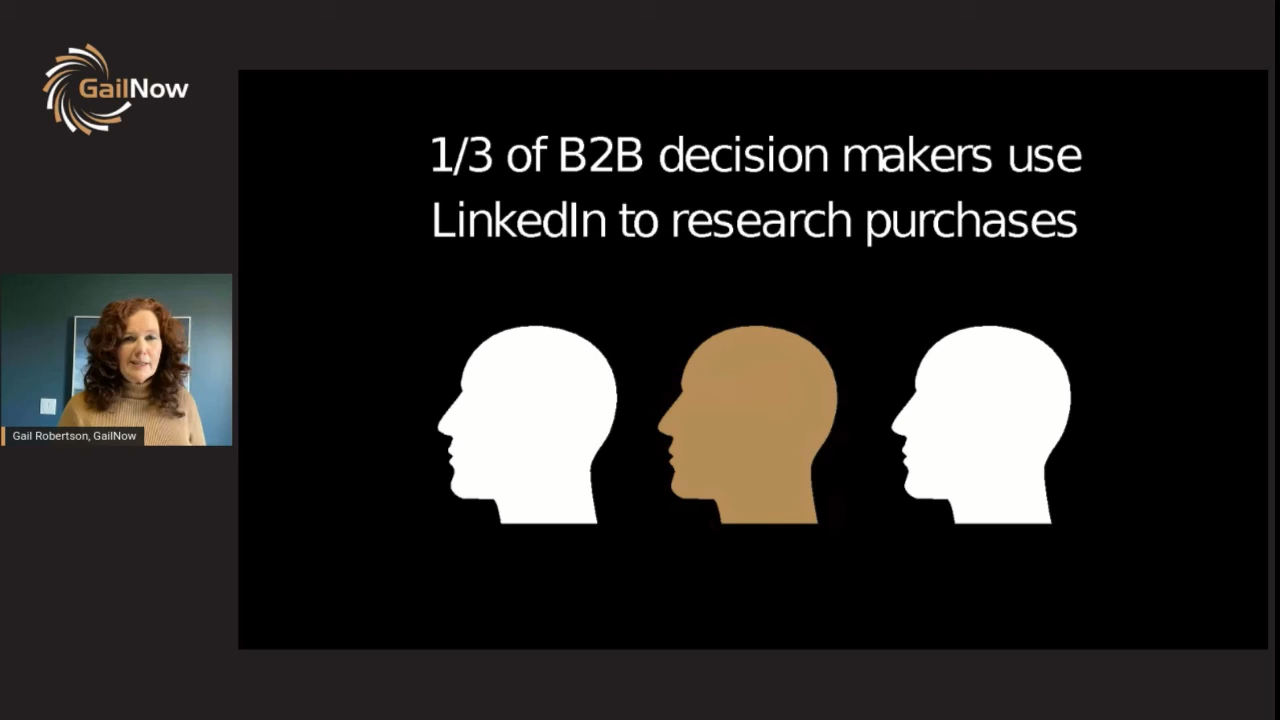 GailNow
1/3 of B2B decision makers use
LinkedIn to research purchases
Gail Robertson, GailNow